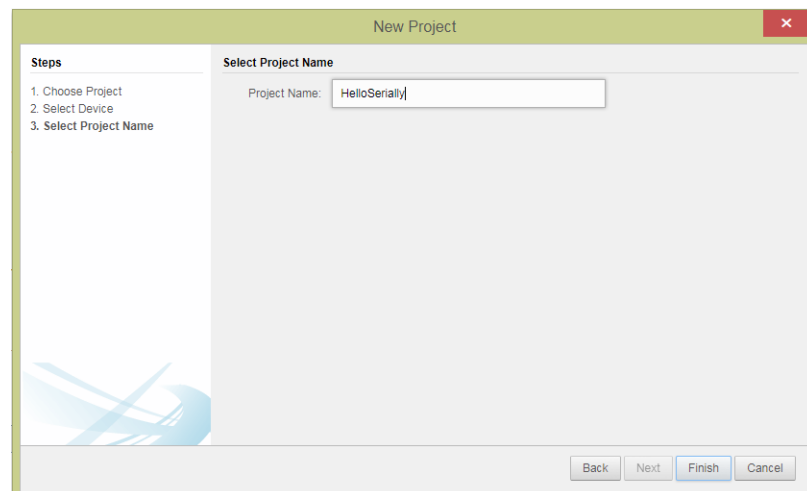 New Project
Steps
1. Choose Project
2. Select Device
3. Select Project Name
Select Project Name
Project Name: HelloSerially
Back Next Finish Cancel